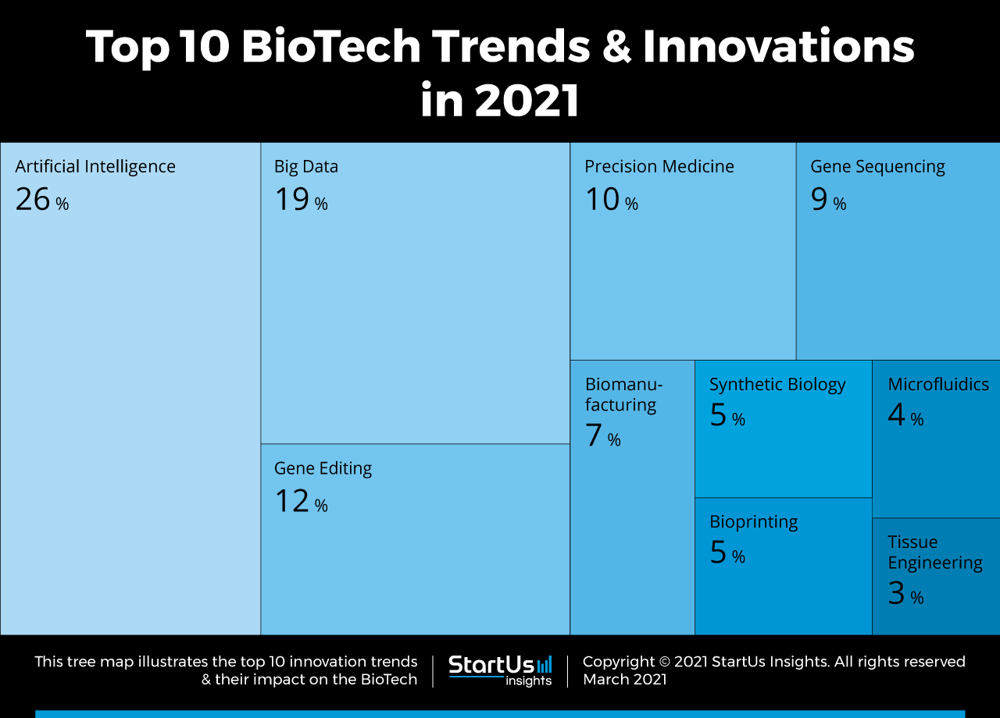 Top 10 BioTech Trends & Innovations
in 2021
Artificial Intelligence
26 %
Big Data
19 %
Gene Editing
12 %
Precision Medicine
10 %
Gene Sequencing
9 %
Biomanu-
facturing
7 %
Synthetic Biology
5 %
Bioprinting
5 %
Microfluidics
4 %
Tissue
Engineering
3 %
This tree map illustrates the top 10 innovation trends
& their impact on the BioTech
StartUs
insights
Copyright © 2021 StartUs Insights. All rights reserved
March 2021